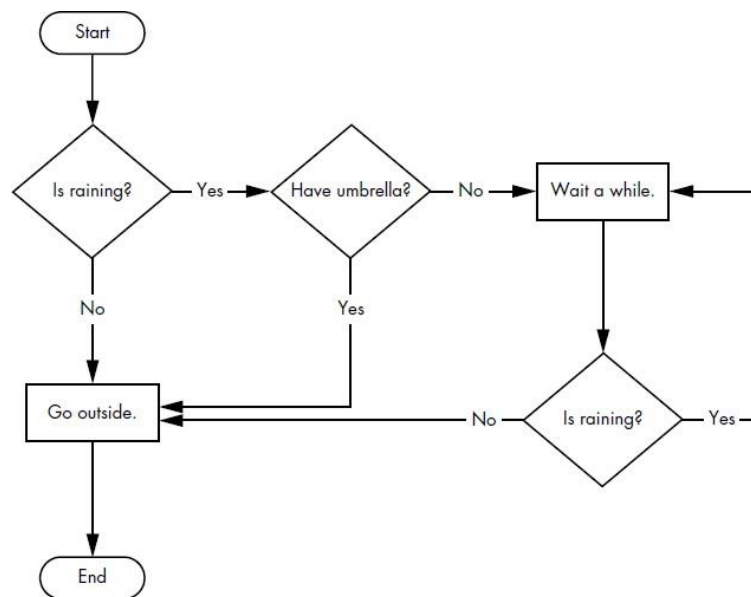 Start
Is raining?
Yes
Have umbrella?
No
Wait a while.
No
Yes
Go outside.
No
Is raining?
Yes
End